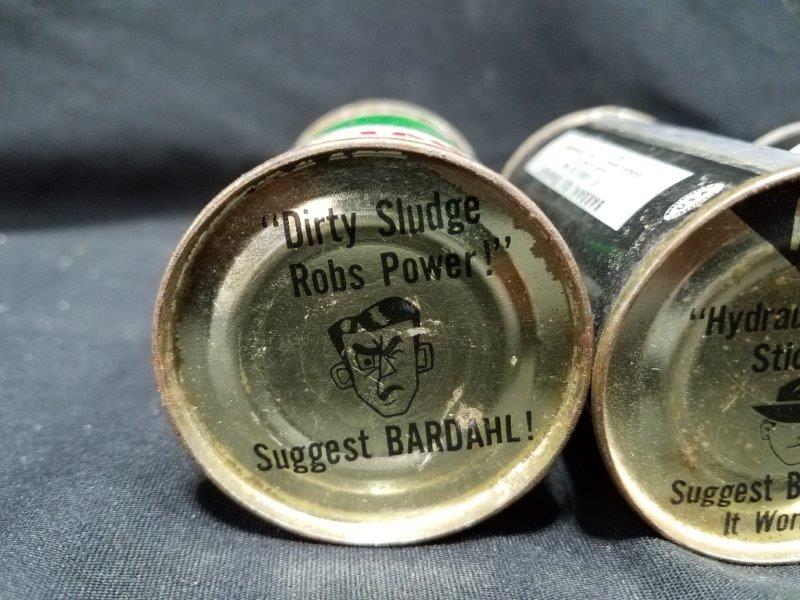 "Dirty Sludge
Robs Power!"
Suggest BARDAHL!
"Hydrau
Stic
Suggest B
It Wor